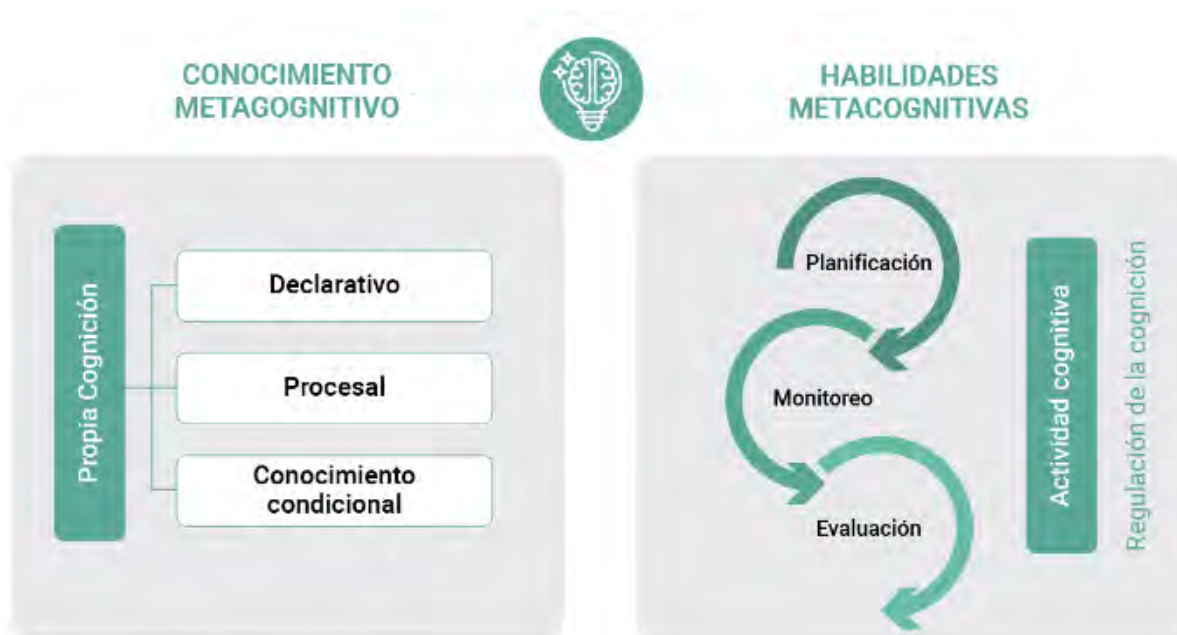 CONOCIMIENTO
METAGOGNITIVO
Propia Cognición
Declarativo
Procesal
Conocimiento
condicional
HABILIDADES
METACOGNITIVAS
Planificación
Monitoreo
Evaluación
Actividad cognitiva
Regulación de la cognición